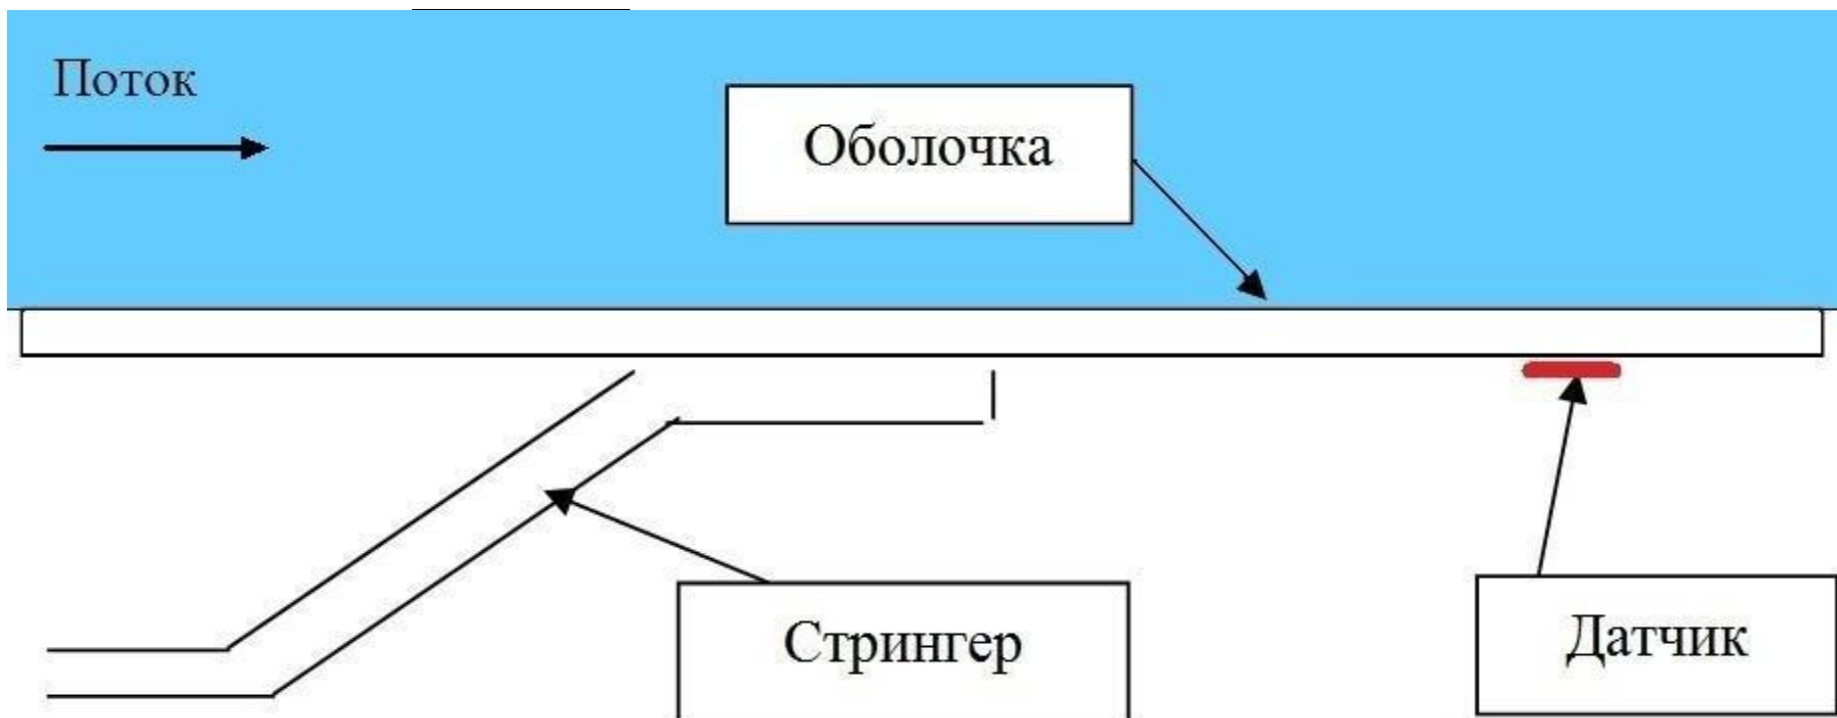 Поток
Оболочка
Стрингер
Датчик